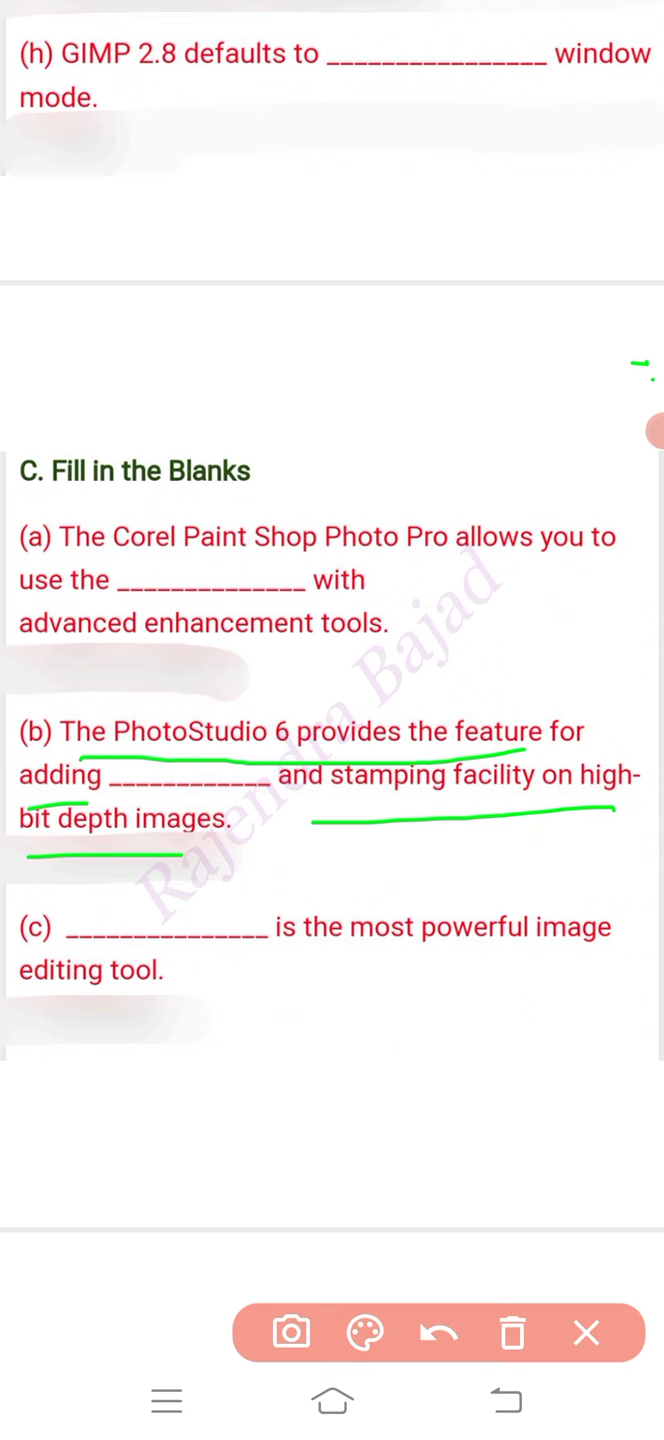 (h) GIMP 2.8 defaults to ________________ window
mode.
C. Fill in the Blanks
(a) The Corel Paint Shop Photo Pro allows you to
use the ______________ with
advanced enhancement tools.
(b) The PhotoStudio 6 provides the feature for
adding ____________ and stamping facility on high-
bit depth images.
(c) _______________ is the most powerful image
editing tool.
Rajendra Bajad